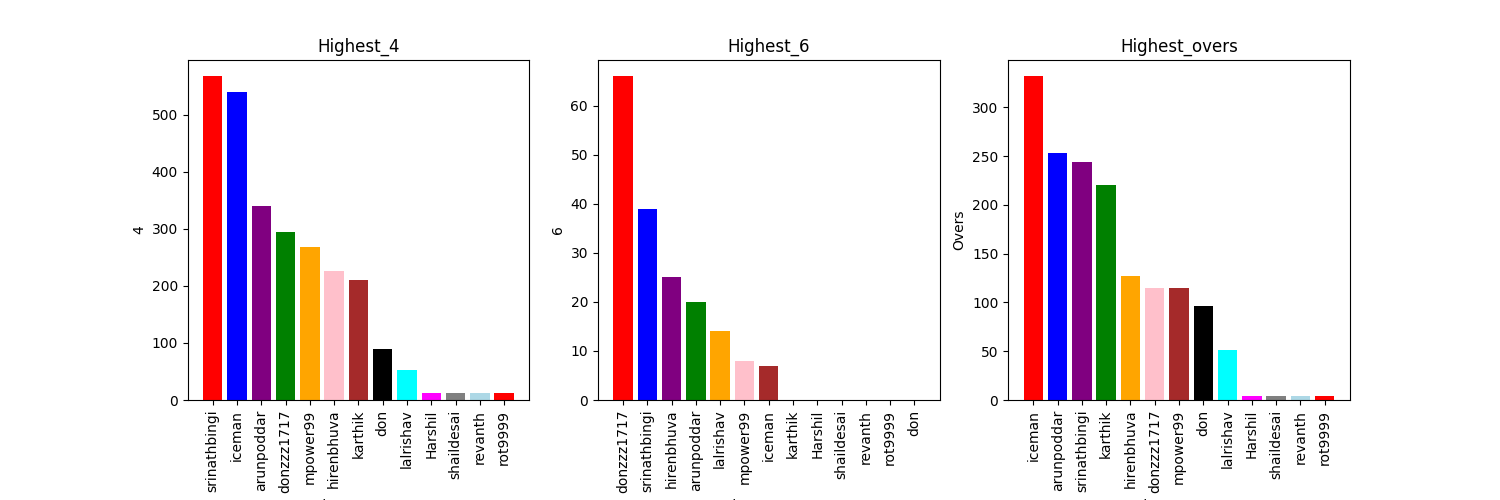 Highest_4
4
500
400
300
200
100
0
srinathbingi
iceman
arunpoddar
donzzz1717
mpower99
hirenbhuva
karthik
don
lalrishav
Harshil
shaildesai
revanth
rot9999
Highest_6
6
60
50
40
30
20
10
0
donzzz1717
srinathbingi
hirenbhuva
arunpoddar
lalrishav
mpower99
iceman
karthik
Harshil
shaildesai
revanth
rot9999
don
Highest_overs
Overs
300
250
200
150
100
50
0
iceman
arunpoddar
srinathbingi
karthik
hirenbhuva
donzzz1717
mpower99
don
lalrishav
Harshil
shaildesai
revanth
rot9999